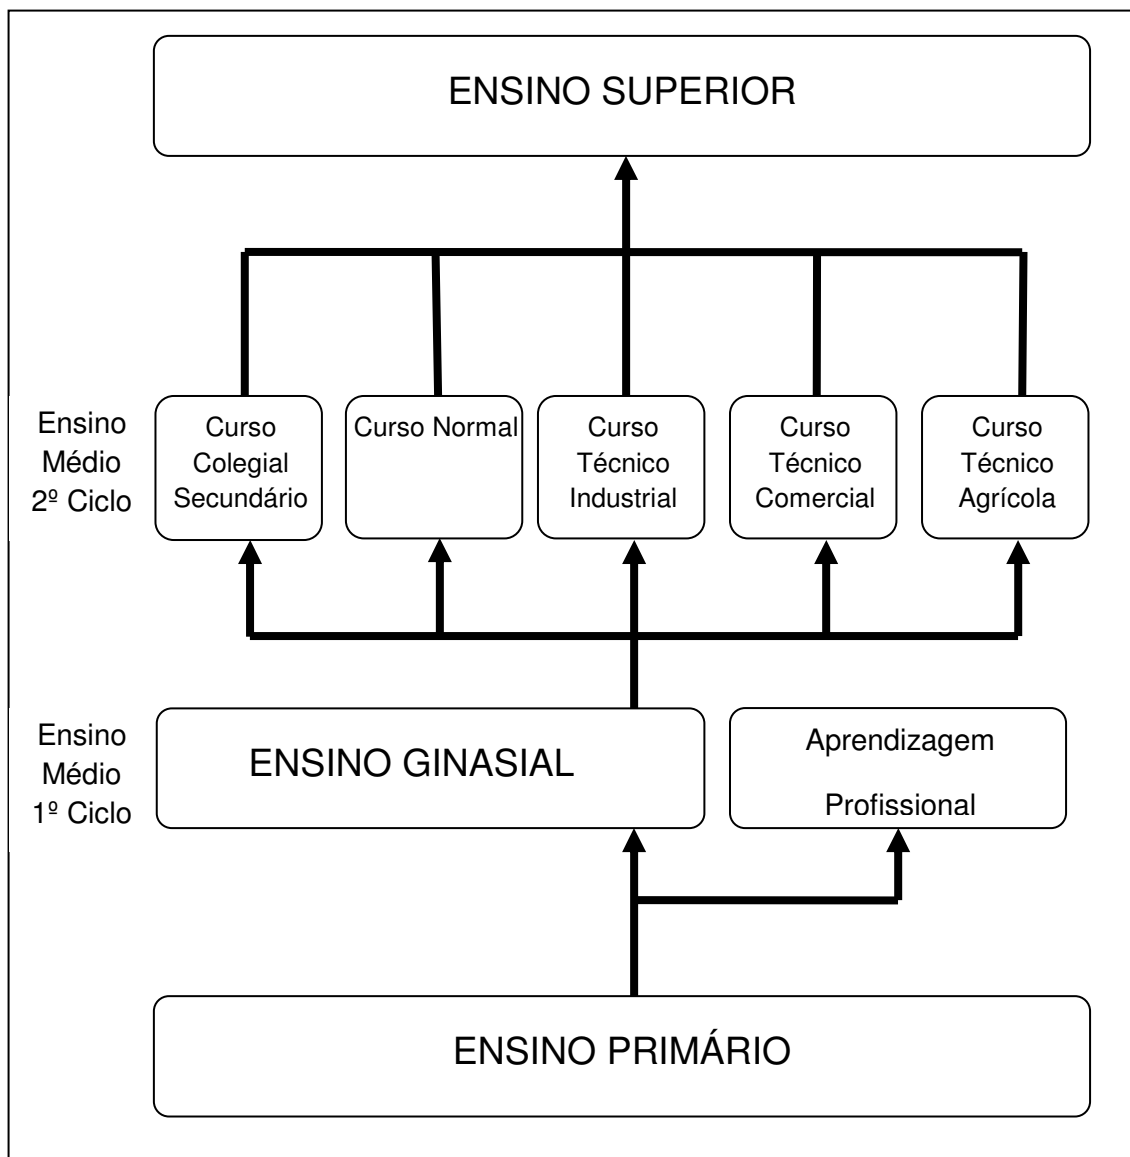 ENSINO SUPERIOR
Ensino
Médio
2º Ciclo
Curso
Colegial
Secundário
Curso Normal
Curso
Técnico
Industrial
Curso
Técnico
Comercial
Curso
Técnico
Agrícola
Ensino
Médio
1º Ciclo
ENSINO GINASIAL
Aprendizagem
Profissional
ENSINO PRIMÁRIO